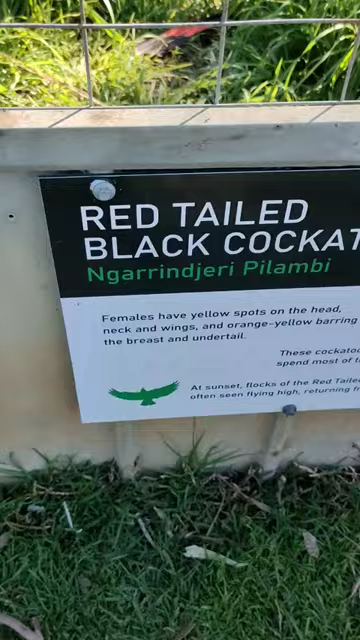 RED TAILED
BLACK COCKAT
Ngarrindjeri Pilambi
Females have yellow spots on the head,
neck and wings, and orange-yellow barring
the breast and undertail.
These cockatoo
spend most of t
At sunset, flocks of the Red Tailed
often seen flying high, returning fr